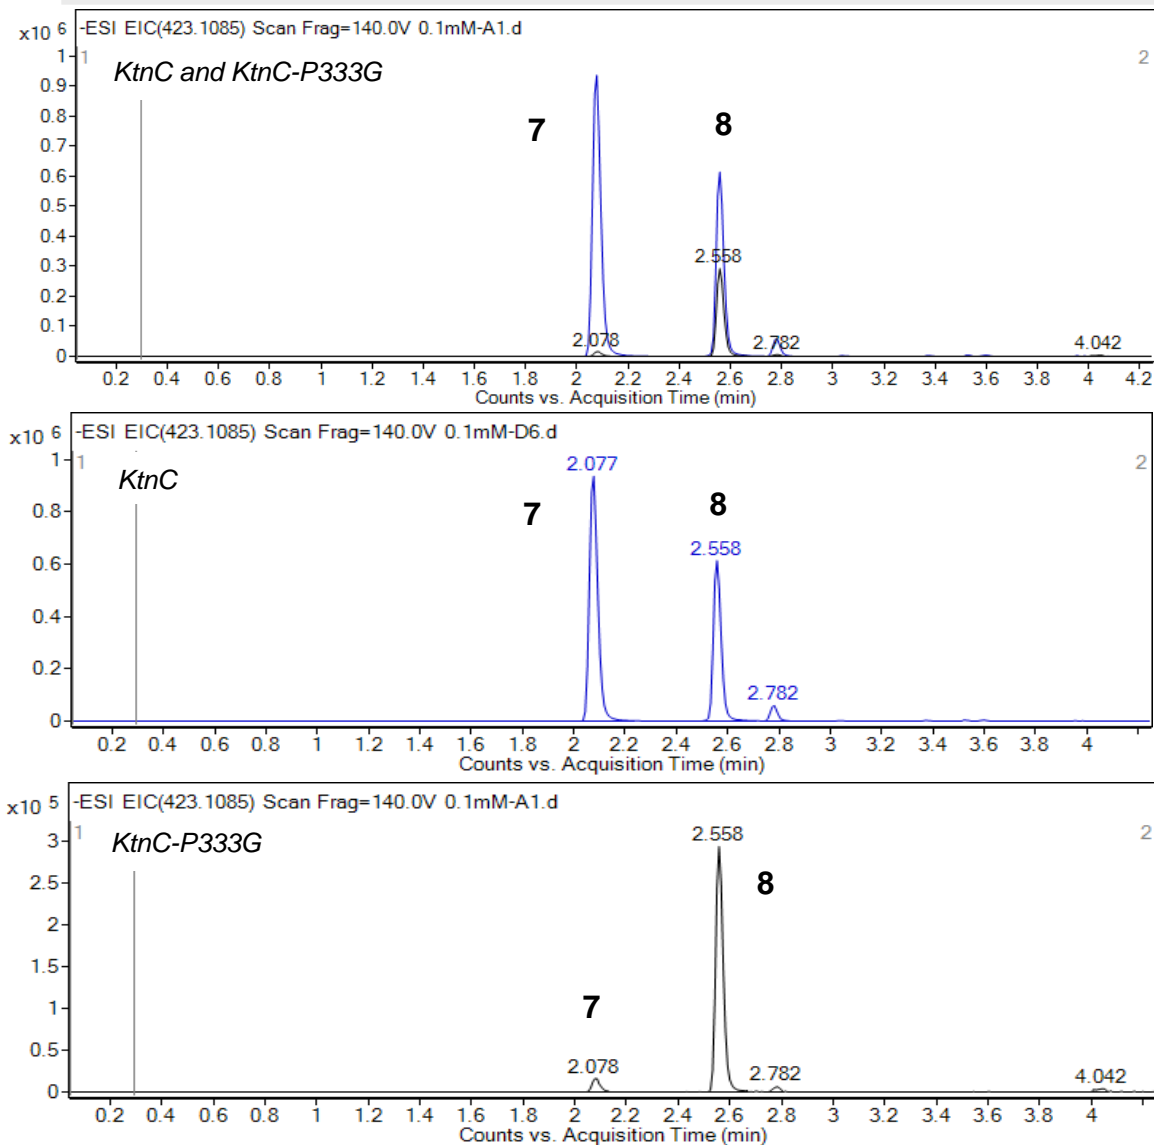 x10 6 -ESI EIC(423.1085) Scan Frag=140.0V 0.1mM-A1.d
1 1 2
KtnC and KtnC-P333G
0.9
0.8
7 8
0.7
0.6
0.5
0.4
0.3 2.558
0.2
0.1 2.078 2.782 4.042
0
0.2 0.4 0.6 0.8 1 1.2 1.4 1.6 1.8 2 2.2 2.4 2.6 2.8 3 3.2 3.4 3.6 3.8 4 4.2
Counts vs. Acquisition Time (min)
x10 6 -ESI EIC(423.1085) Scan Frag=140.0V 0.1mM-D6.d
1 1 2.077 2
KtnC
0.8 7 8
2.558
0.6
0.4
0.2 2.782
0
0.2 0.4 0.6 0.8 1 1.2 1.4 1.6 1.8 2 2.2 2.4 2.6 2.8 3 3.2 3.4 3.6 3.8 4
Counts vs. Acquisition Time (min)
x10 5 -ESI EIC(423.1085) Scan Frag=140.0V 0.1mM-A1.d
3 1 2.558 2
KtnC-P333G
2.5 8
2
1.5
1 7
0.5 2.078 2.782 4.042
0
0.2 0.4 0.6 0.8 1 1.2 1.4 1.6 1.8 2 2.2 2.4 2.6 2.8 3 3.2 3.4 3.6 3.8 4
Counts vs. Acquisition Time (min)